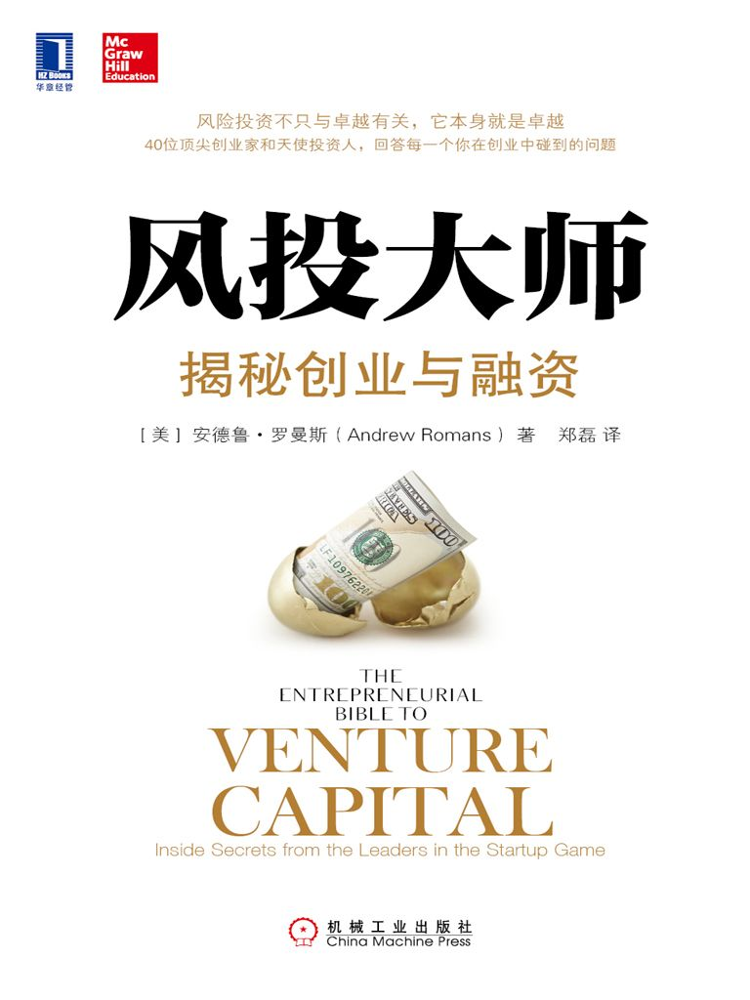 HZ BOOKS
华章经管
Mc
Graw
Hill
Education
风险投资不只与卓越有关，它本身就是卓越
40位顶尖创业家和天使投资人，回答每一个你在创业中碰到的问题
风投大师
揭秘创业与融资
［美］安德鲁·罗曼斯（Andrew Romans）著 郑磊 译
100
LF10976220
100
THE
ENTREPRENEURIAL
BIBLE TO
VENTURE
CAPITAL
Inside Secrets from the Leaders in the Startup Game
机械工业出版社
China Machine Press